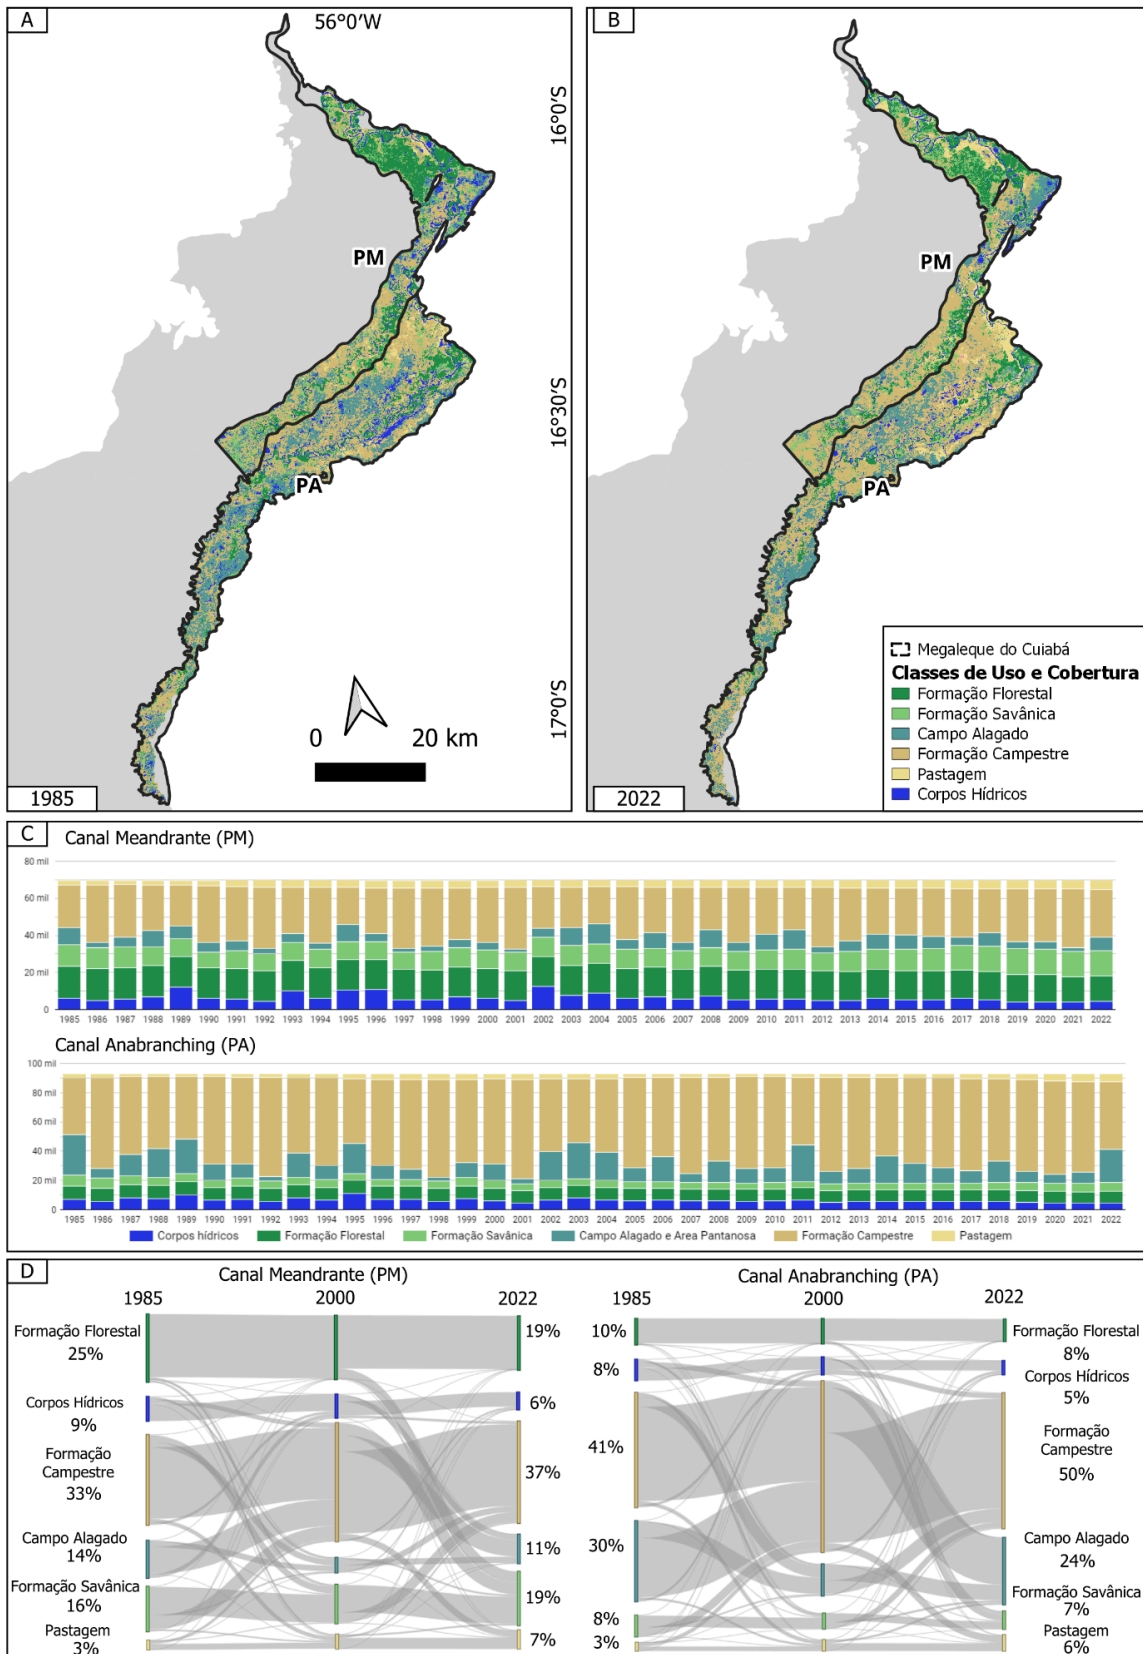 A
56°0'W
B
16°0'S
PM
PM
16°30'S
PA
PA
17°0'S
0 20 km
1985
2022
Megaleque do Cuiabá
Classes de Uso e Cobertura
Formação Florestal
Formação Savânica
Campo Alagado
Formação Campestre
Pastagem
Corpos Hídricos
C
Canal Meandrante (PM)
80 mil
60 mil
40 mil
20 mil
0
1985 1986 1987 1988 1989 1990 1991 1992 1993 1994 1995 1996 1997 1998 1999 2000 2001 2002 2003 2004 2005 2006 2007 2008 2009 2010 2011 2012 2013 2014 2015 2016 2017 2018 2019 2020 2021 2022
Canal Anabranching (PA)
100 mil
80 mil
60 mil
40 mil
20 mil
0
1985 1986 1987 1988 1989 1990 1991 1992 1993 1994 1995 1996 1997 1998 1999 2000 2001 2002 2003 2004 2005 2006 2007 2008 2009 2010 2011 2012 2013 2014 2015 2016 2017 2018 2019 2020 2021 2022
Corpos hídricos Formação Florestal Formação Savânica Campo Alagado e Area Pantanosa Formação Campestre Pastagem
D
Canal Meandrante (PM)
1985 2000 2022
Formação Florestal
25%
Corpos Hídricos
9%
Formação
Campestre
33%
Campo Alagado
14%
Formação Savânica
16%
Pastagem
3%
19%
6%
37%
11%
19%
7%
Canal Anabranching (PA)
1985 2000 2022
10%
8%
41%
30%
8%
3%
Formação Florestal
8%
Corpos Hídricos
5%
Formação
Campestre
50%
Campo Alagado
24%
Formação Savânica
7%
Pastagem
6%